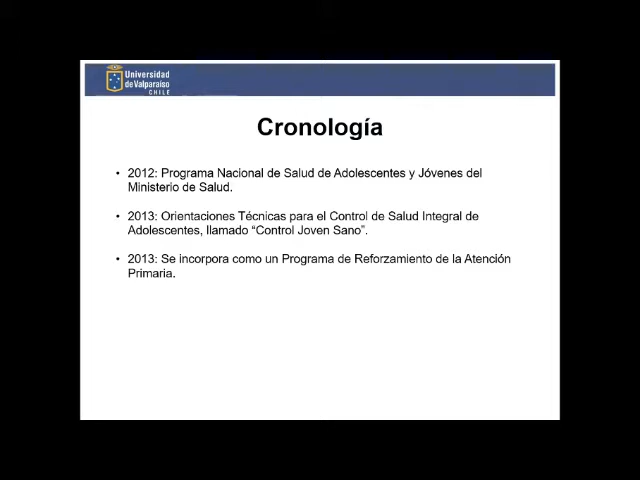 Universidad
de Valparaíso
CHILE
Cronología
• 2012: Programa Nacional de Salud de Adolescentes y Jóvenes del
Ministerio de Salud.
• 2013: Orientaciones Técnicas para el Control de Salud Integral de
Adolescentes, llamado “Control Joven Sano”.
• 2013: Se incorpora como un Programa de Reforzamiento de la Atención
Primaria.